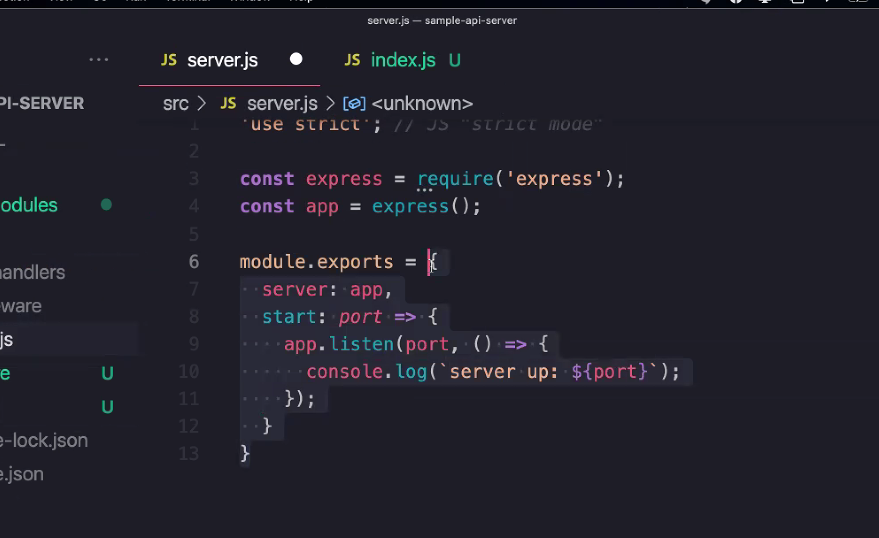 server.js — sample-api-server
... JS server.js ● JS index.js U
PI-SERVER
src > JS server.js > <unknown>
1 'use strict'; // JS "strict mode"
2
3 const express = require('express');
odules
4 const app = express();
5
6 module.exports = {
handlers
7 server: app,
ware
8 start: port => {
js
9 app.listen(port, () => {
e U
10 console.log(`server up: ${port}`);
U
11 });
12 }
e-lock.json
13 }
e.json